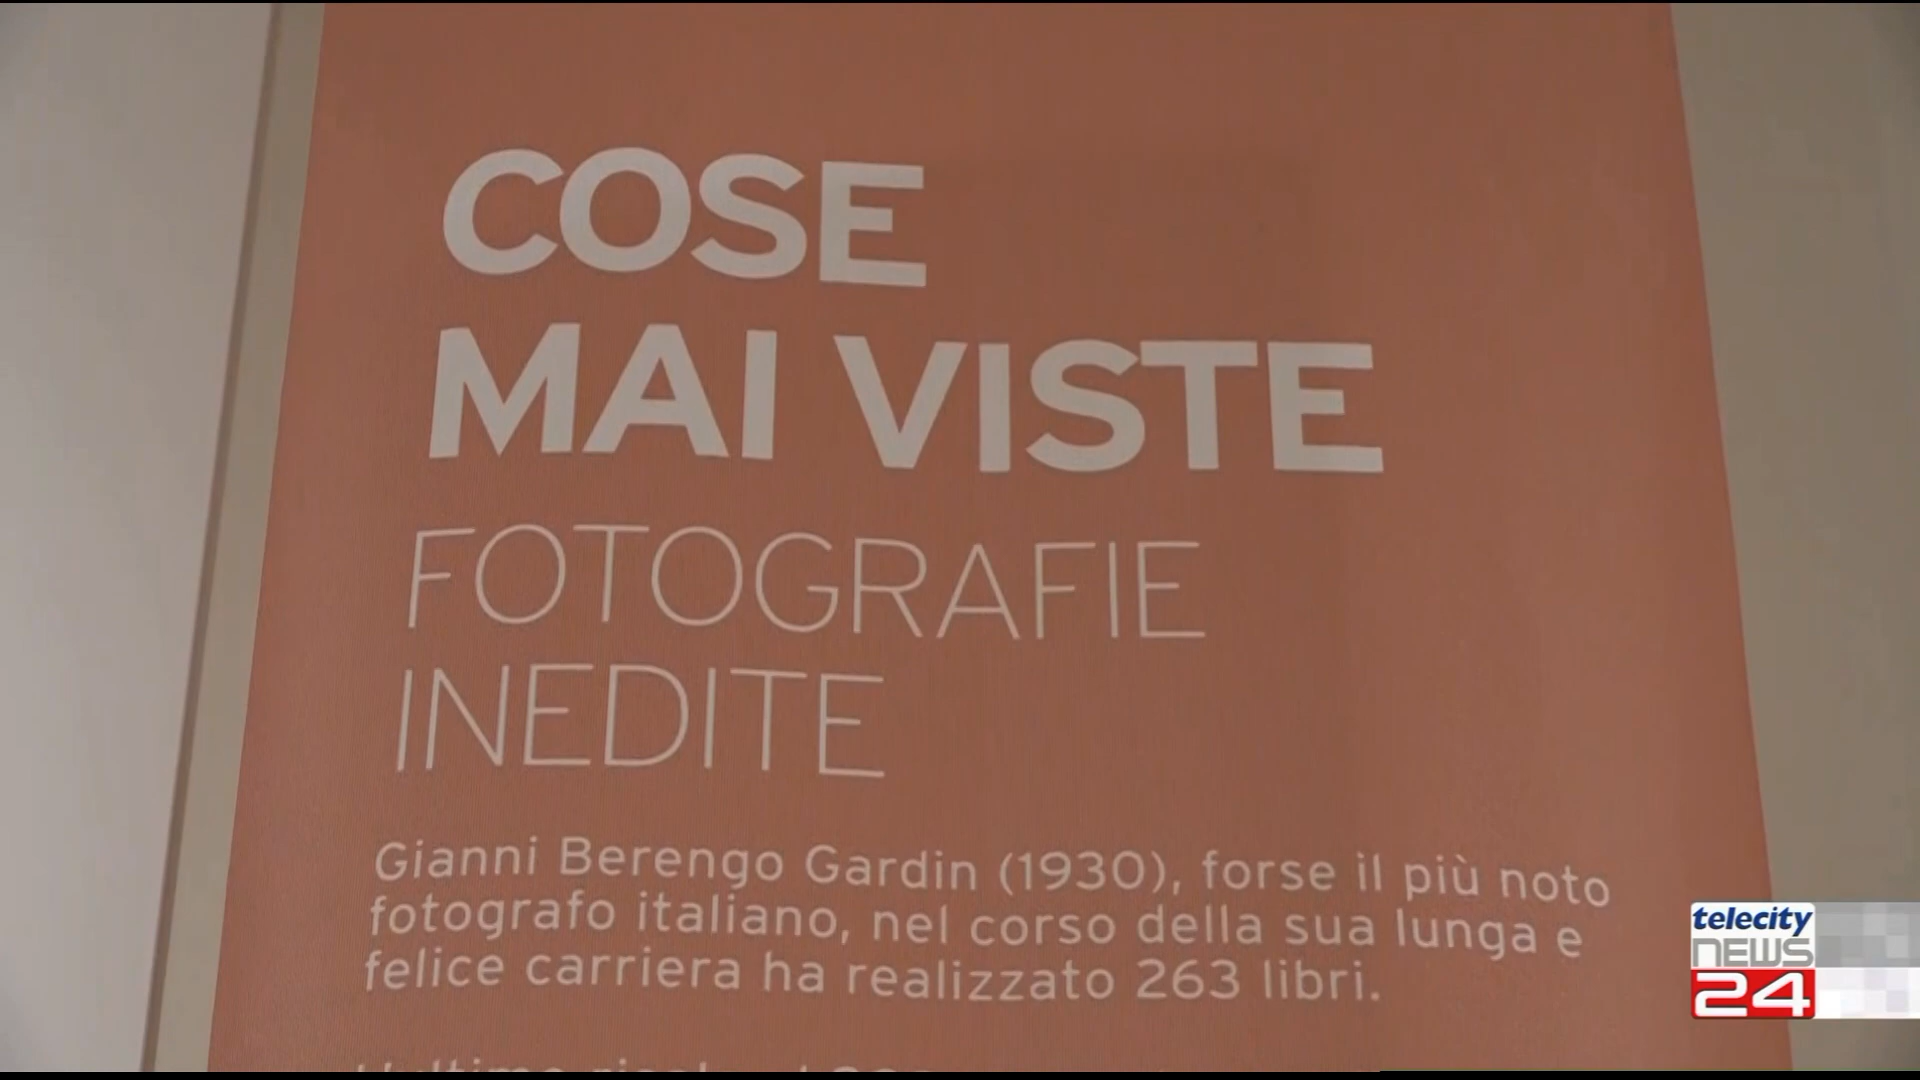 COSE
MAI VISTE
FOTOGRAFIE
INEDITE
Gianni Berengo Gardin (1930), forse il più noto
fotografo italiano, nel corso della sua lunga e
felice carriera ha realizzato 263 libri.
telecity
NEWS
24